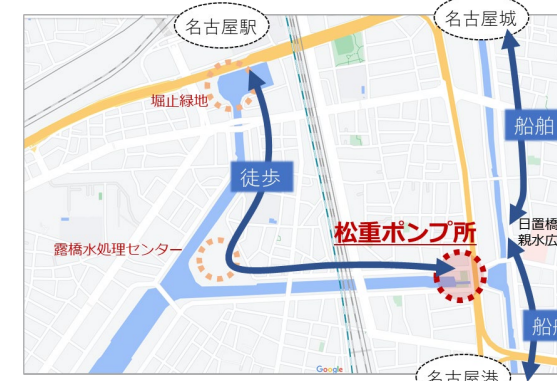 名古屋駅
名古屋城
堀止緑地
船舶
徒歩
日置橋
親水広
松重ポンプ所
露橋水処理センター
船舶
Google
名古屋港